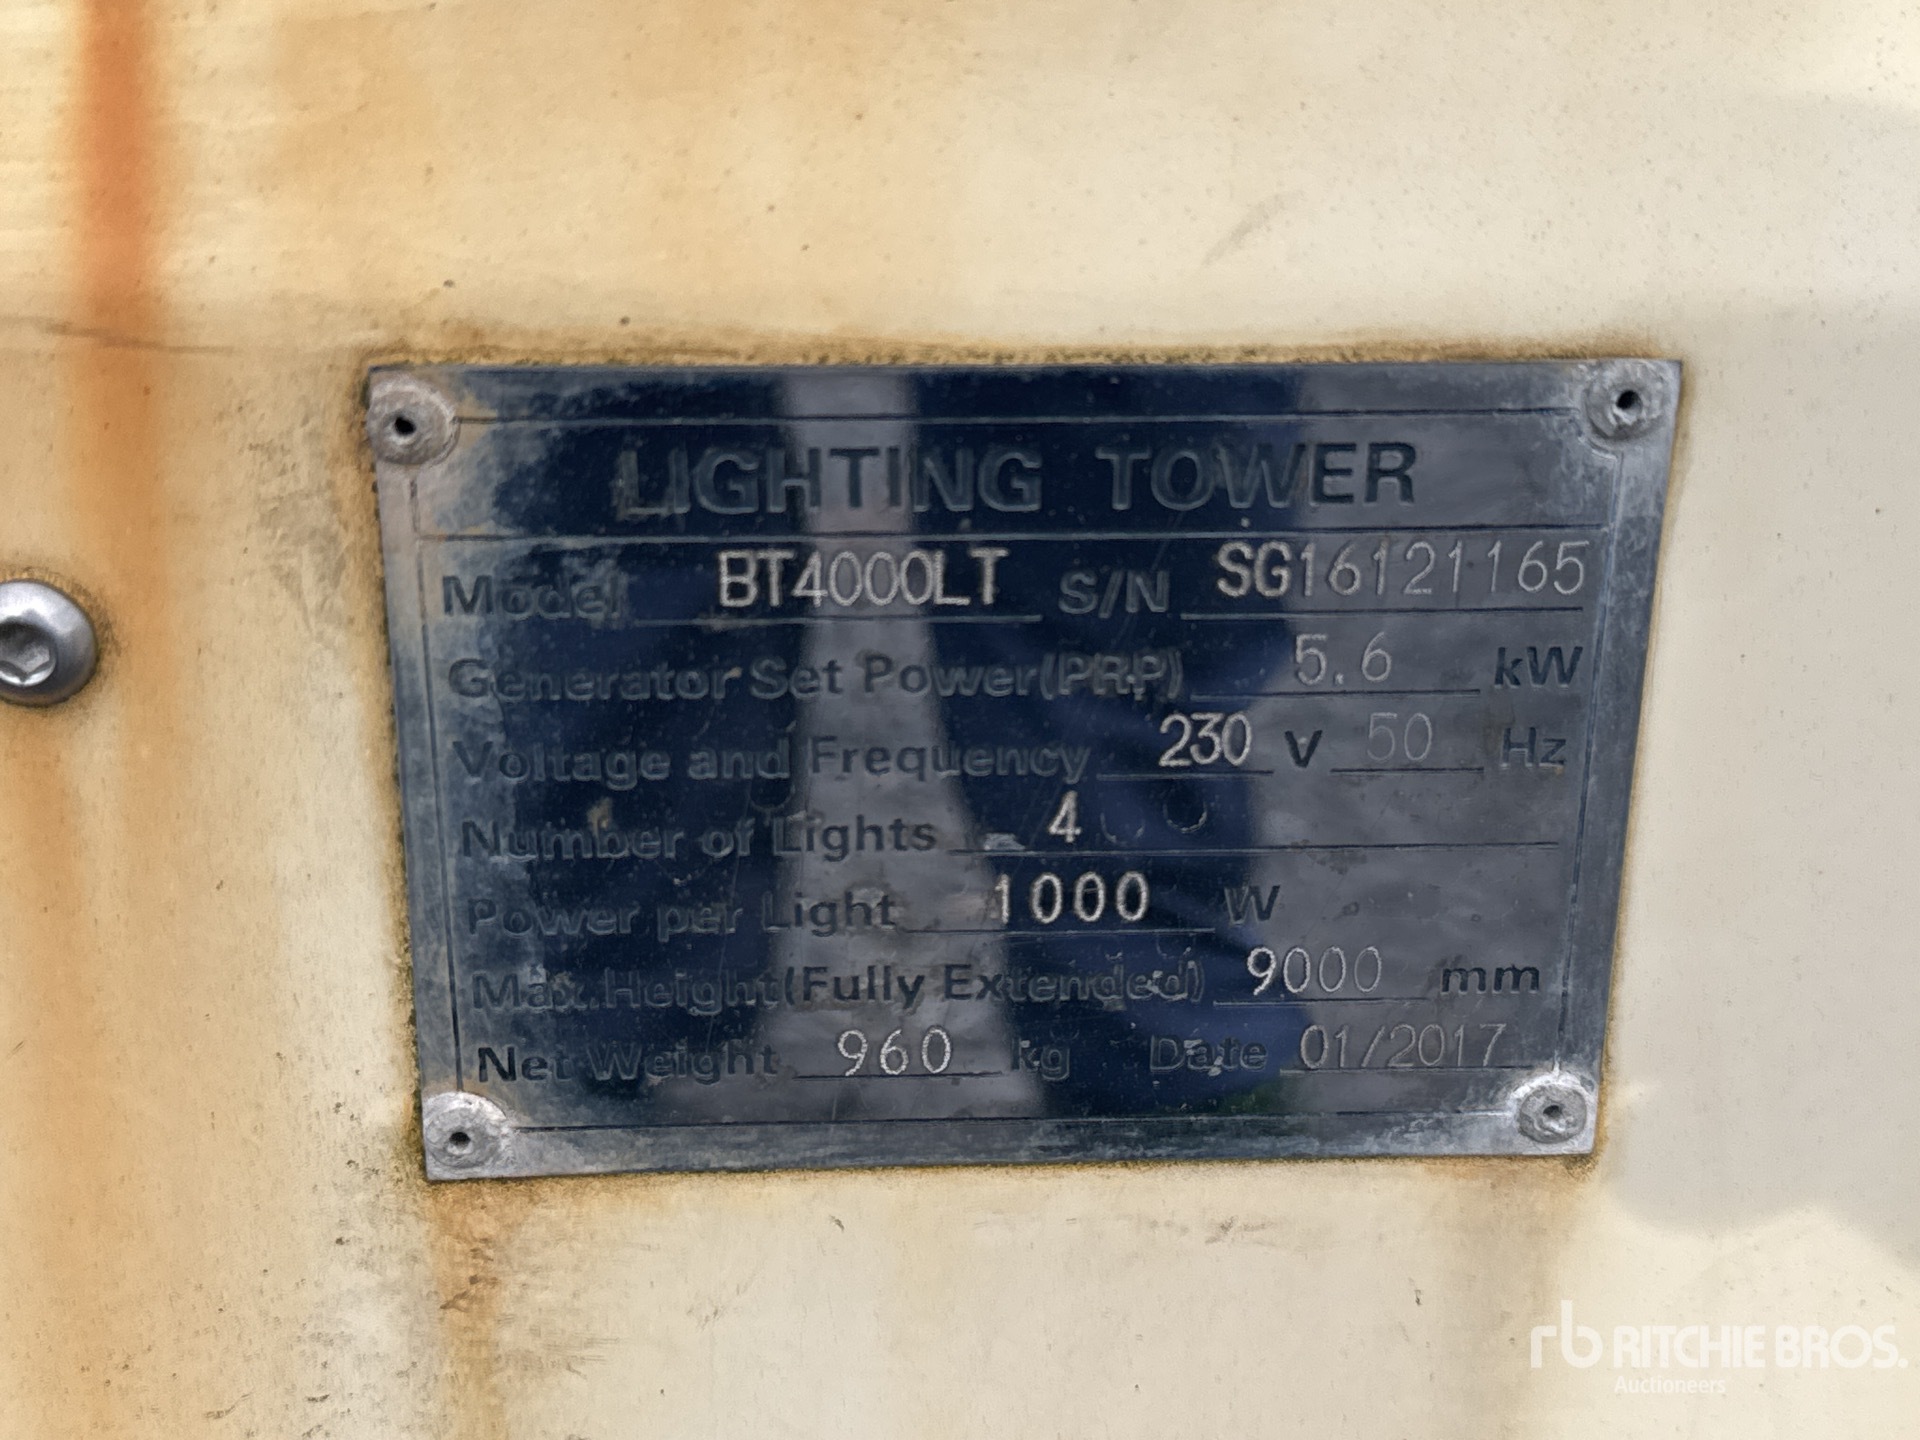 LIGHTING TOWER
Model BT4000LT S/N SG16121165
Generator Set Power(PRP) 5.6 kW
Voltage and Frequency 230 V 50 Hz
Number of Lights 4
Power per Light 1000 W
Max.Height(Fully Extended) 9000 mm
Net Weight 960 kg Date 01/2017
rb RITCHIE BROS.
Auctioneers